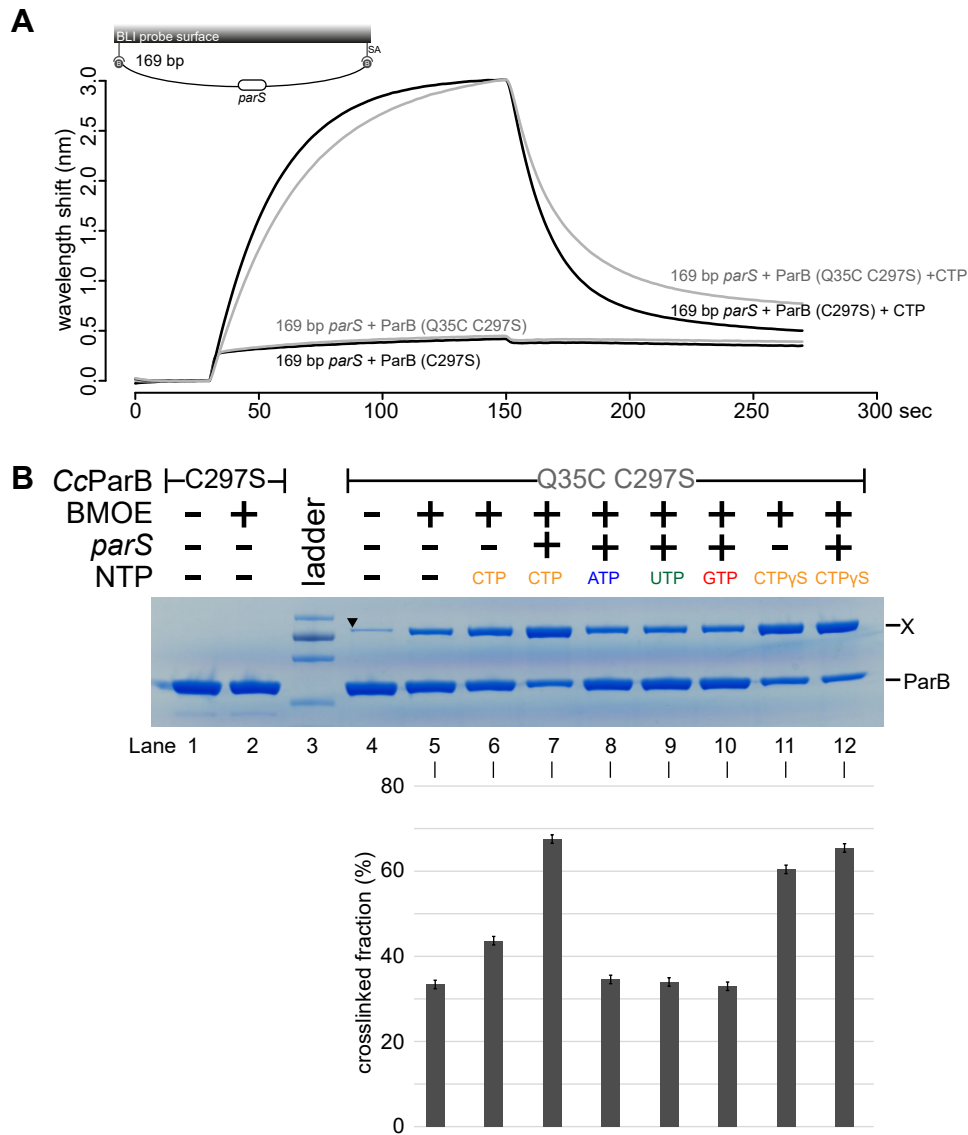 A
BLI probe surface
SA
B
B
169 bp
parS
wavelength shift (nm)
3.0
2.5
2.0
1.5
1.0
0.5
0.0
169 bp parS + ParB (Q35C C297S) +CTP
169 bp parS + ParB (C297S) + CTP
169 bp parS + ParB (Q35C C297S)
169 bp parS + ParB (C297S)
0 50 100 150 200 250 300 sec
B
CcParB C297S Q35C C297S
BMOE - + ladder - + + + + + + + +
parS - - - - - + + + + - +
NTP - - - - CTP CTP ATP UTP GTP CTPγS CTPγS
X
ParB
Lane 1 2 3 4 5 6 7 8 9 10 11 12
crosslinked fraction (%)
80
60
40
20
0